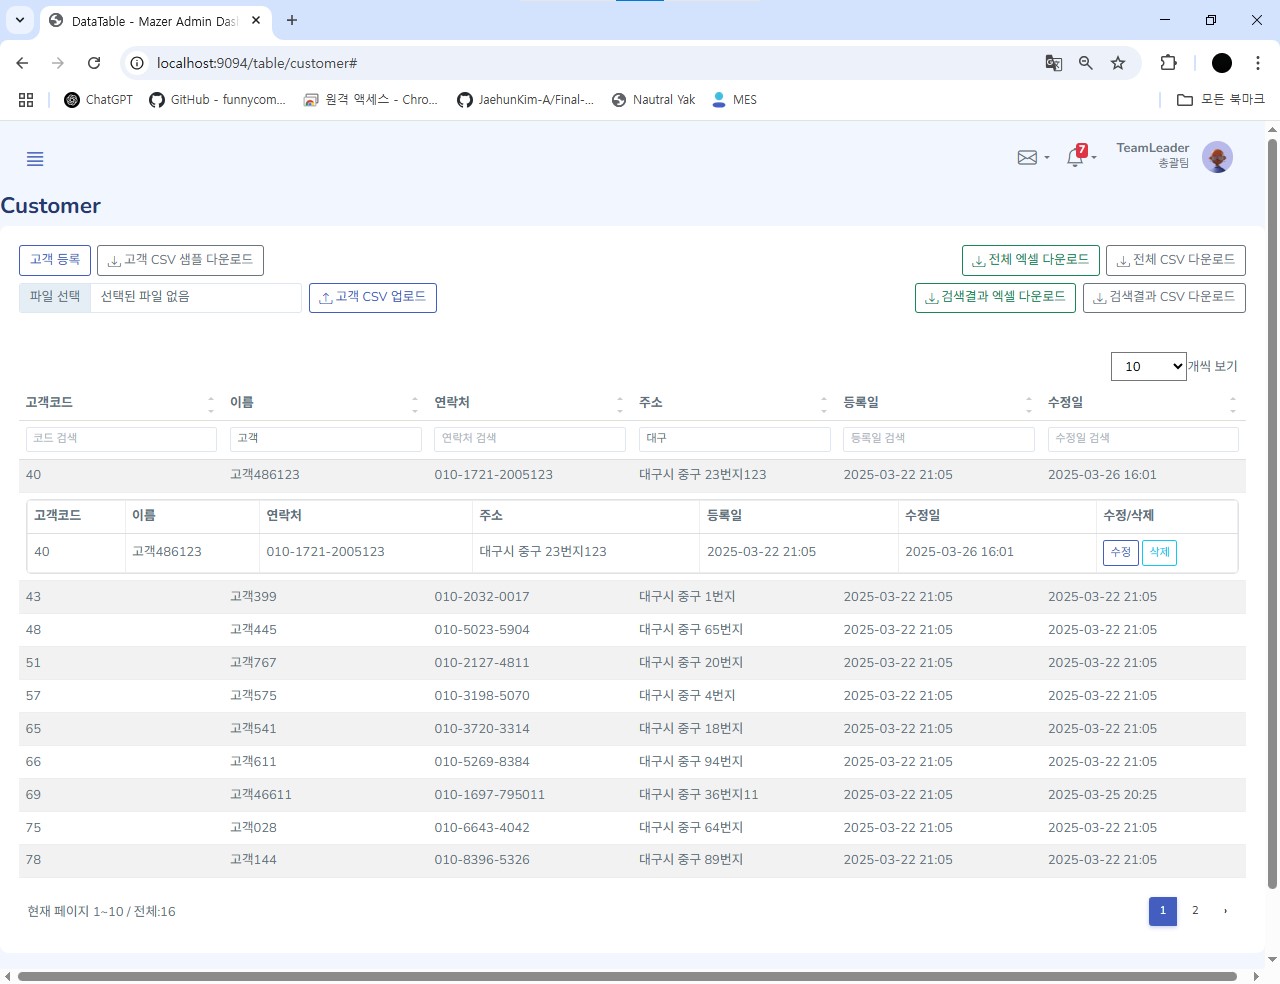 DataTable - Mazer Admin Das
localhost:9094/table/customer#
ChatGPT
GitHub - funnycom...
원격 액세스 - Chro...
JaehunKim-A/Final-...
Nautral Yak
MES
모든 북마크
7
TeamLeader
총괄팀
Customer
고객 등록 고객 CSV 샘플 다운로드 전체 엑셀 다운로드 전체 CSV 다운로드
파일 선택 선택된 파일 없음 고객 CSV 업로드 검색결과 엑셀 다운로드 검색결과 CSV 다운로드
10 개씩 보기
고객코드 이름 연락처 주소 등록일 수정일
코드 검색 고객 연락처 검색 대구 등록일 검색 수정일 검색
40 고객486123 010-1721-2005123 대구시 중구 23번지123 2025-03-22 21:05 2025-03-26 16:01
고객코드 이름 연락처 주소 등록일 수정일 수정/삭제
40 고객486123 010-1721-2005123 대구시 중구 23번지123 2025-03-22 21:05 2025-03-26 16:01 수정 삭제
43 고객399 010-2032-0017 대구시 중구 1번지 2025-03-22 21:05 2025-03-22 21:05
48 고객445 010-5023-5904 대구시 중구 65번지 2025-03-22 21:05 2025-03-22 21:05
51 고객767 010-2127-4811 대구시 중구 20번지 2025-03-22 21:05 2025-03-22 21:05
57 고객575 010-3198-5070 대구시 중구 4번지 2025-03-22 21:05 2025-03-22 21:05
65 고객541 010-3720-3314 대구시 중구 18번지 2025-03-22 21:05 2025-03-22 21:05
66 고객611 010-5269-8384 대구시 중구 94번지 2025-03-22 21:05 2025-03-22 21:05
69 고객46611 010-1697-795011 대구시 중구 36번지11 2025-03-22 21:05 2025-03-25 20:25
75 고객028 010-6643-4042 대구시 중구 64번지 2025-03-22 21:05 2025-03-22 21:05
78 고객144 010-8396-5326 대구시 중구 89번지 2025-03-22 21:05 2025-03-22 21:05
현재 페이지 1~10 / 전체:16 1 2 ›